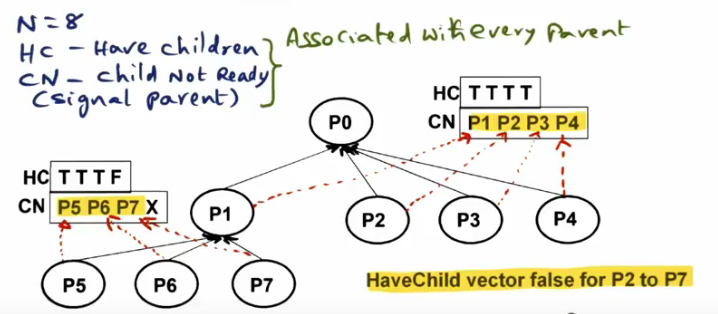 N=8
HC - Have children
CN - Child Not Ready
(signal parent)
Associated with every Parent
HC T T T T
CN P1 P2 P3 P4
P0
HC T T T F
CN P5 P6 P7 X
P1
P2
P3
P4
P5
P6
P7
HaveChild vector false for P2 to P7